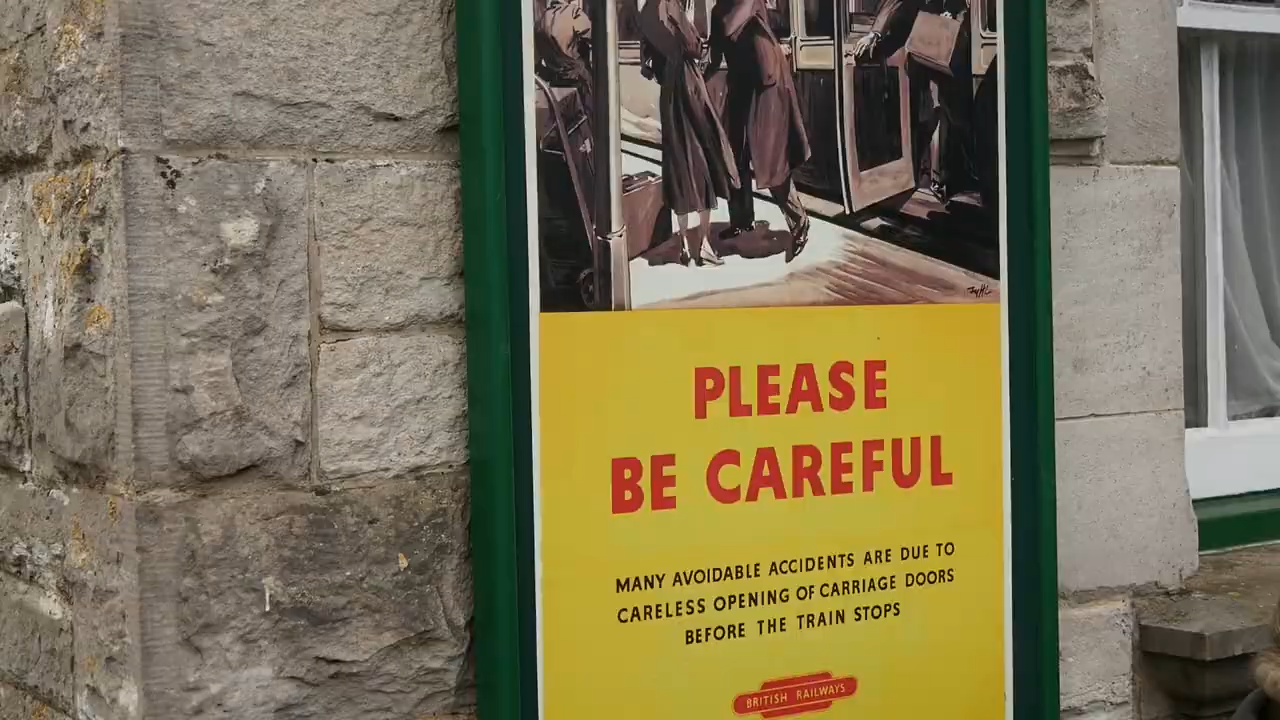 PLEASE
BE CAREFUL
MANY AVOIDABLE ACCIDENTS ARE DUE TO
CARELESS OPENING OF CARRIAGE DOORS
BEFORE THE TRAIN STOPS
BRITISH RAILWAYS